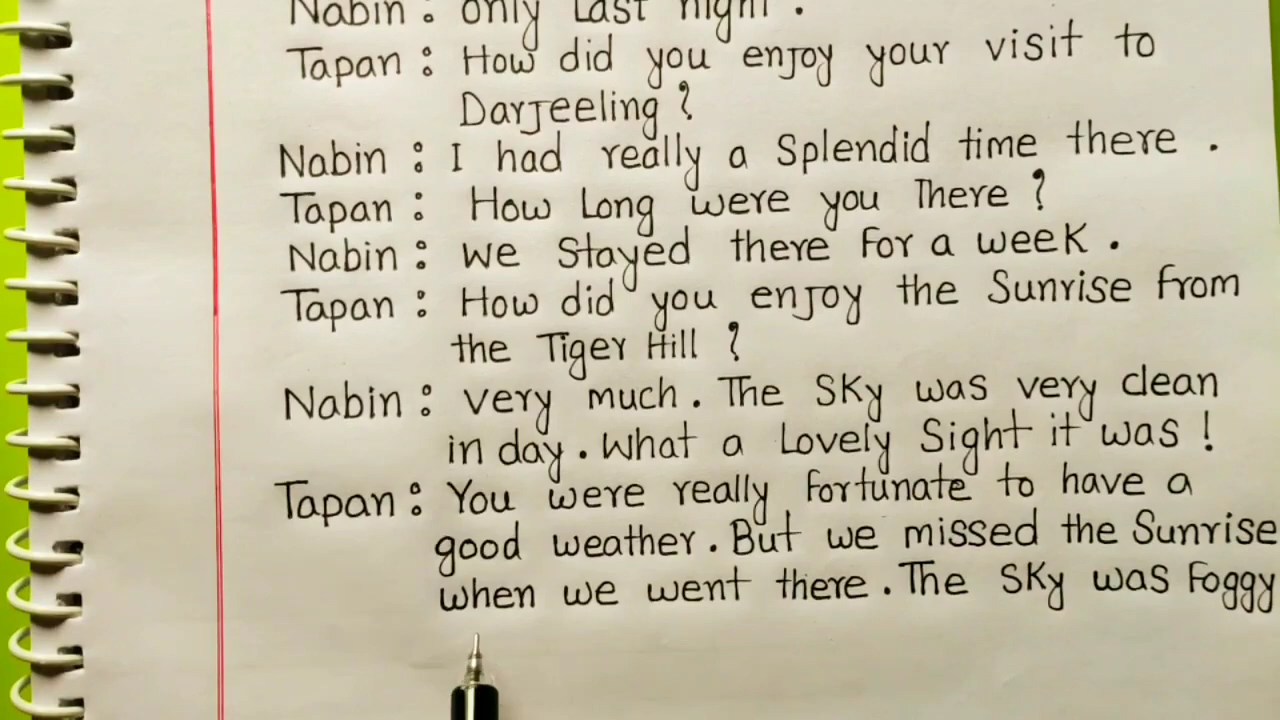 Nabin : only Last night .
Tapan : How did you enjoy your visit to
Darjeeling ?
Nabin : I had really a Splendid time there .
Tapan : How Long were you There ?
Nabin : we Stayed there For a week .
Tapan : How did you enjoy the Sunrise From
the Tiger Hill ?
Nabin : very much . The Sky was very clean
in day . What a Lovely Sight it was !
Tapan : You were really Fortunate to have a
good weather . But we missed the Sunrise
when we went there . The Sky was Foggy